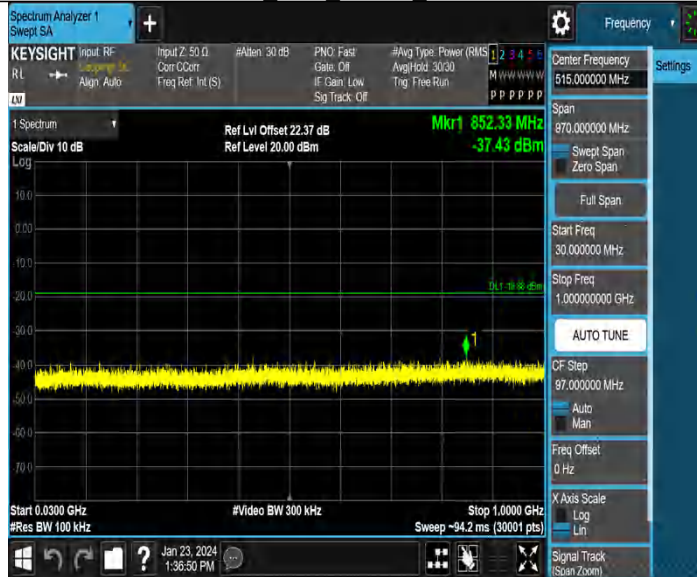 Spectrum Analyzer 1
Swept SA
+
Frequency
KEYSIGHT
RL
LXI
Input: RF
Align: Auto
Input Z: 50 Ω
Corr CCorr
Freq Ref: Int (S)
#Atten: 30 dB
PNO: Fast
Gate: Off
IF Gain: Low
Sig Track: Off
#Avg Type: Power (RMS
Avg|Hold: 30/30
Trig: Free Run
1 2 3 4 5 6
M W W W W W
P P P P P P
1 Spectrum
Scale/Div 10 dB
Log
Ref Lvl Offset 22.37 dB
Ref Level 20.00 dBm
Mkr1 852.33 MHz
-37.43 dBm
10.0
0.00
-10.0
-20.0
-30.0
-40.0
-50.0
-60.0
-70.0
1
Start 0.0300 GHz
#Res BW 100 kHz
#Video BW 300 kHz
Stop 1.0000 GHz
Sweep ~94.2 ms (30001 pts)
Jan 23, 2024
1:36:50 PM
?
Center Frequency
515.000000 MHz
Settings
Span
970.000000 MHz
Swept Span
Zero Span
Full Span
Start Freq
30.000000 MHz
Stop Freq
1.000000000 GHz
AUTO TUNE
CF Step
97.000000 MHz
Auto
Man
Freq Offset
0 Hz
X Axis Scale
Log
Lin
Signal Track
(Span Zoom)